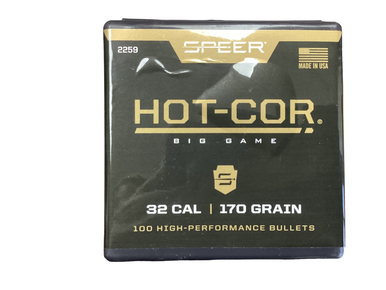 2259
SPEER®
MADE IN USA
HOT-COR®
BIG GAME
S
32 CAL | 170 GRAIN
100 HIGH-PERFORMANCE BULLETS